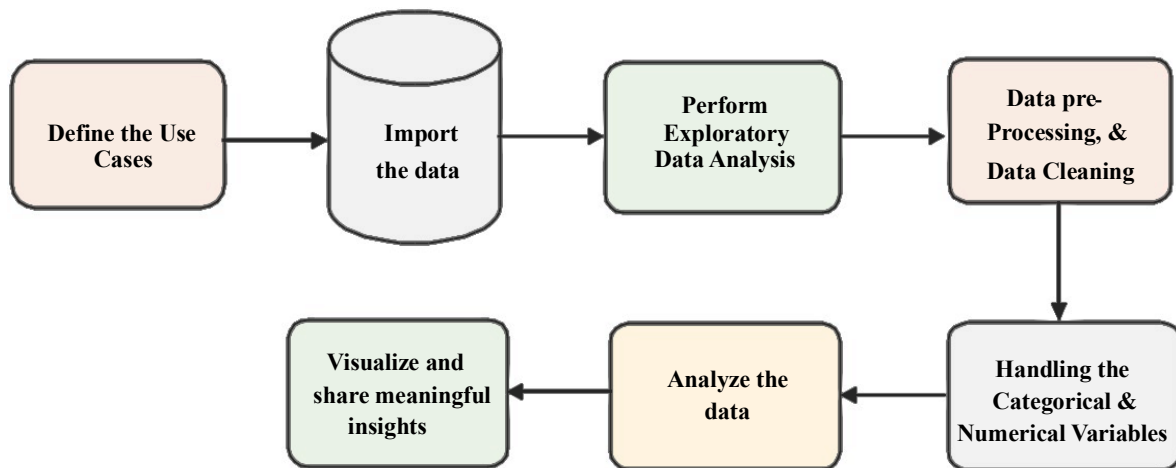 Define the Use
Cases
Import
the data
Perform
Exploratory
Data Analysis
Data pre-
Processing, &
Data Cleaning
Handling the
Categorical &
Numerical Variables
Analyze the
data
Visualize and
share meaningful
insights